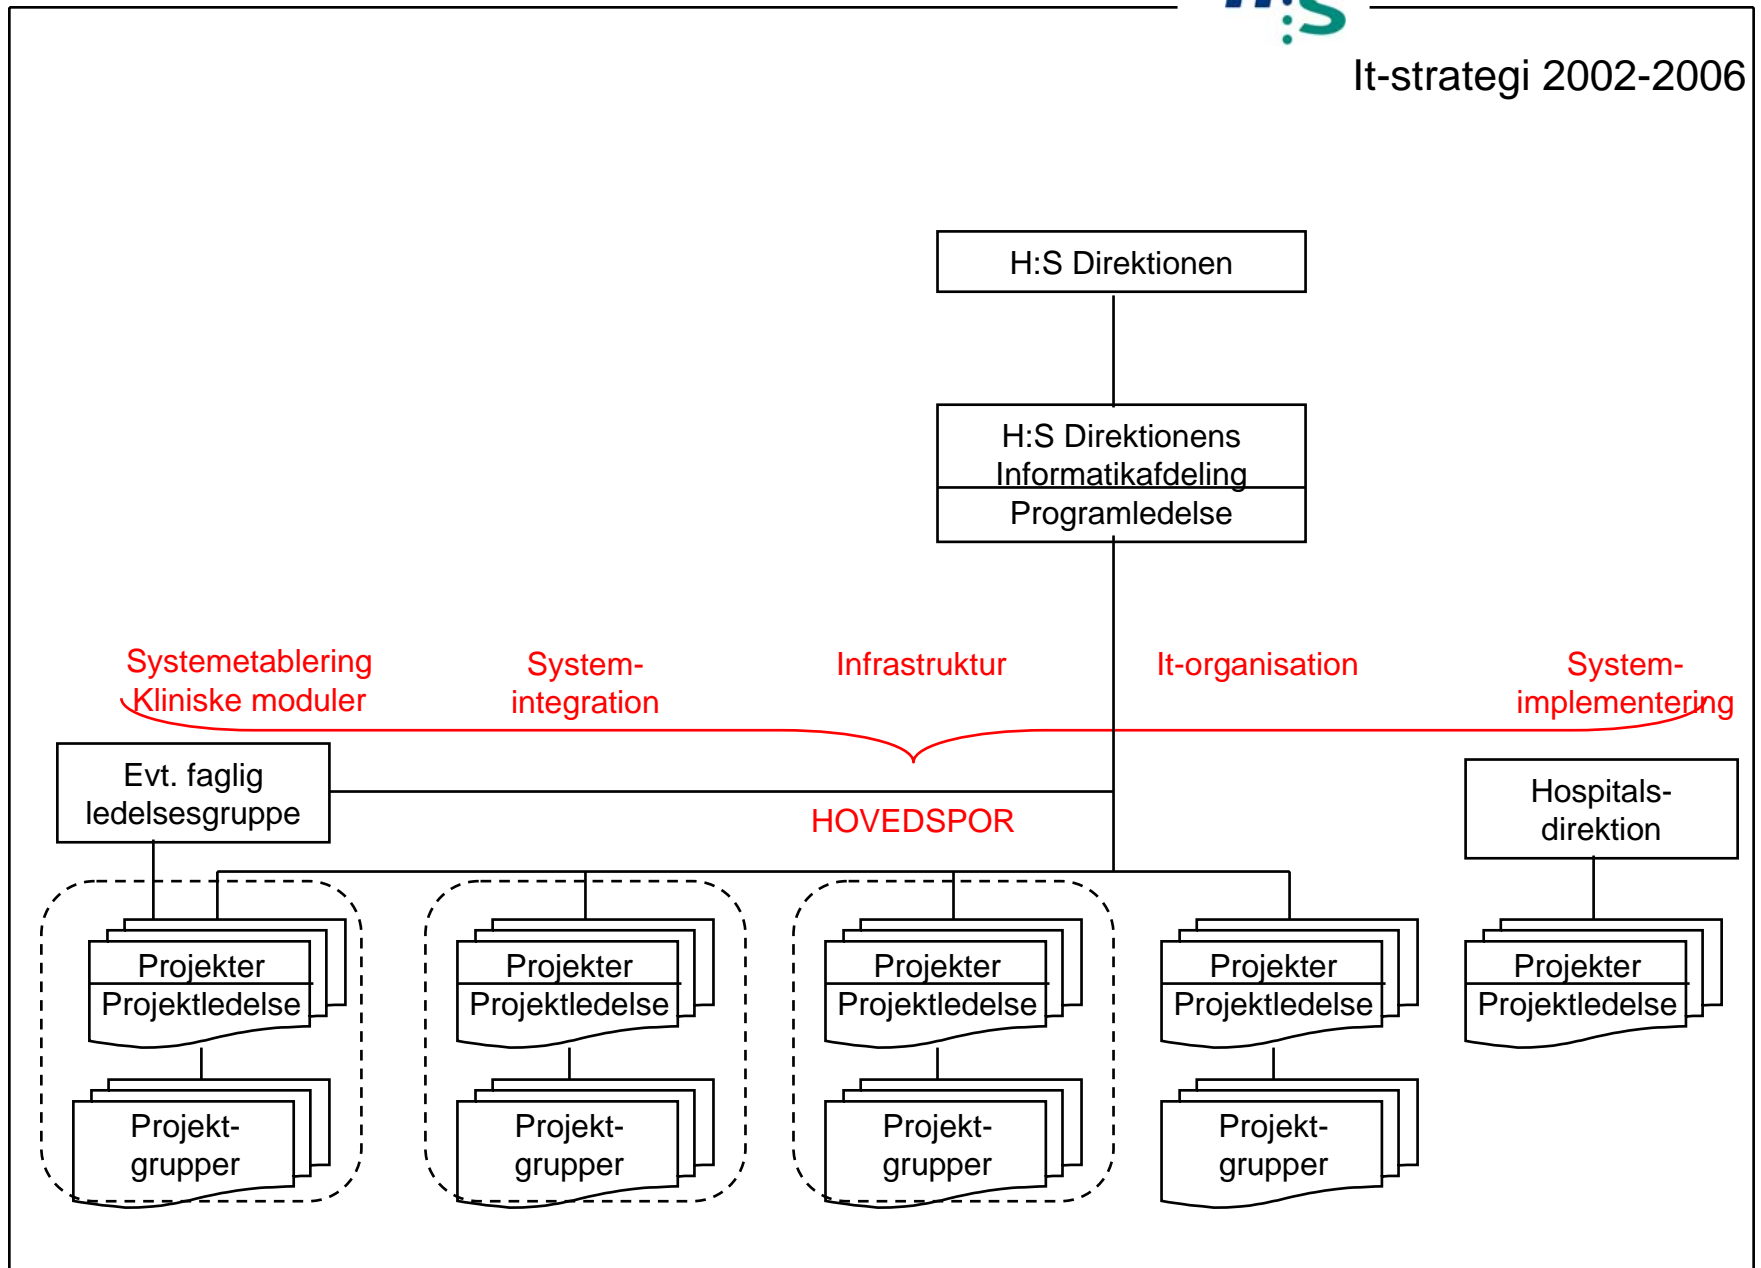 It-strategi 2002-2006
H:S Direktionen
H:S Direktionens
Informatikafdeling
Programledelse
Systemetablering
Kliniske moduler
System-
integration
Infrastruktur
It-organisation
System-
implementering
Evt. faglig
ledelsesgruppe
HOVEDSPOR
Hospitals-
direktion
Projekter
Projektledelse
Projekter
Projektledelse
Projekter
Projektledelse
Projekter
Projektledelse
Projekter
Projektledelse
Projekt-
grupper
Projekt-
grupper
Projekt-
grupper
Projekt-
grupper